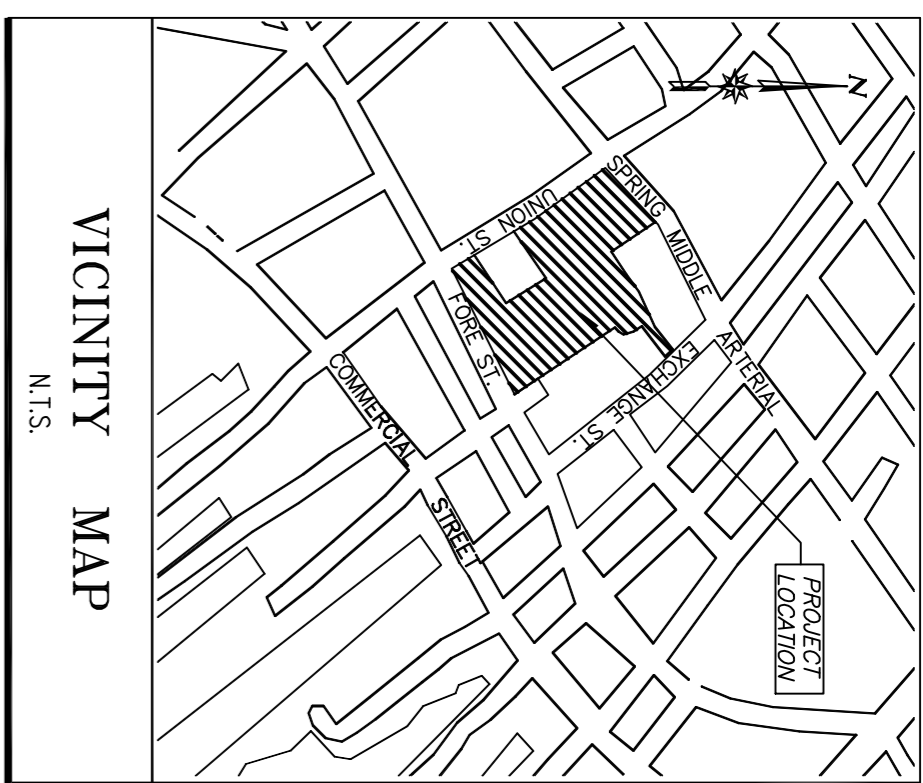 N
SPRING
MIDDLE
ARTERIAL
UNION ST.
EXCHANGE ST.
FORE ST.
COMMERCIAL
STREET
PROJECT
LOCATION
VICINITY MAP
N.T.S.